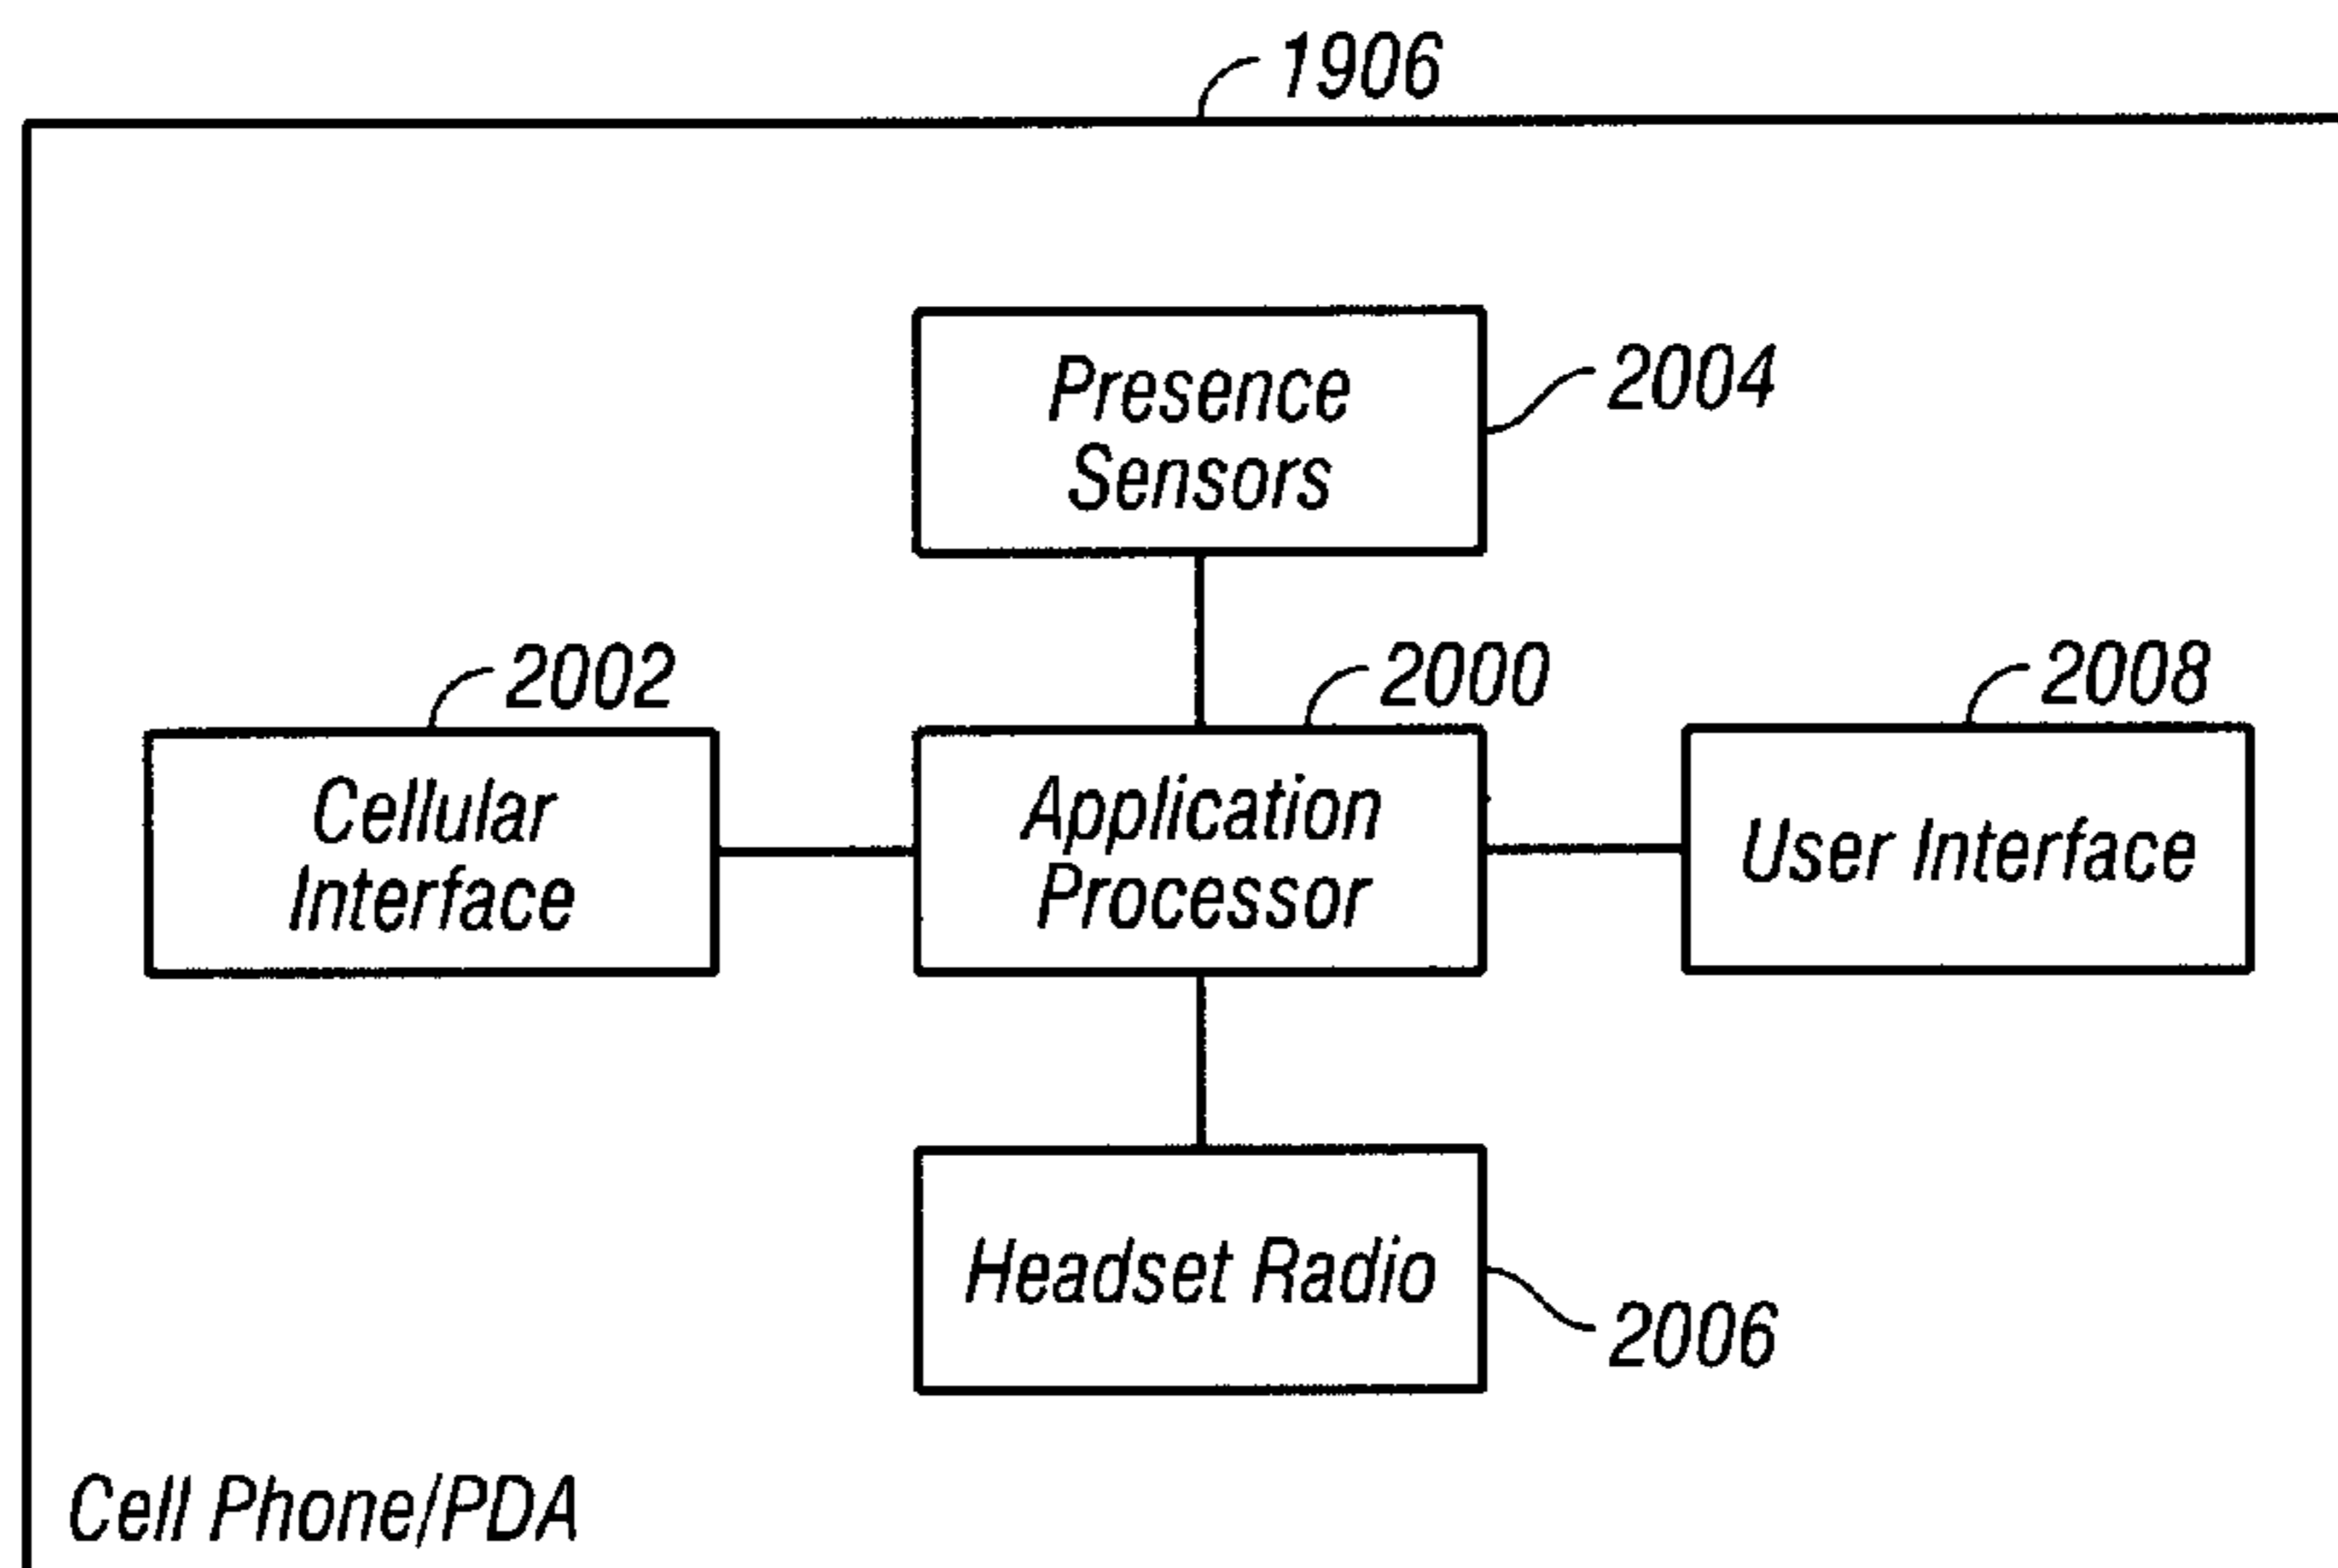 1906
Presence
Sensors
2004
2002
2000
2008
Cellular
Interface
Application
Processor
User Interface
Headset Radio
2006
Cell Phone/PDA